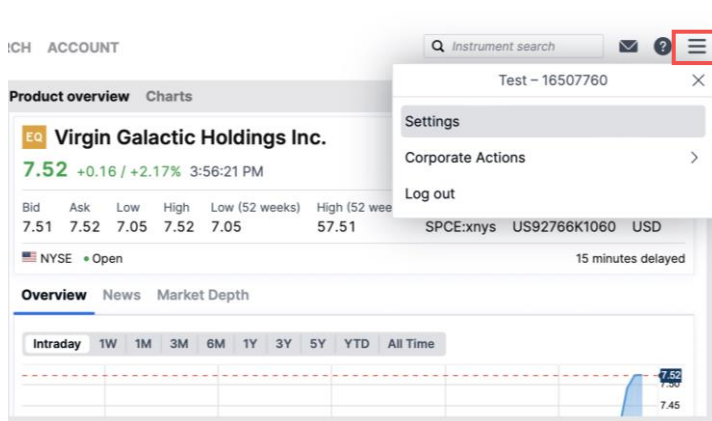 RCH ACCOUNT
Instrument search
?
Test – 16507760
Settings
Corporate Actions
Log out
Product overview Charts
EQ Virgin Galactic Holdings Inc.
7.52 +0.16 / +2.17% 3:56:21 PM
Bid Ask Low High Low (52 weeks) High (52 wee
7.51 7.52 7.05 7.52 7.05 57.51 SPCE:xnys US92766K1060 USD
NYSE • Open 15 minutes delayed
Overview News Market Depth
Intraday 1W 1M 3M 6M 1Y 3Y 5Y YTD All Time
7.52
7.50
7.45